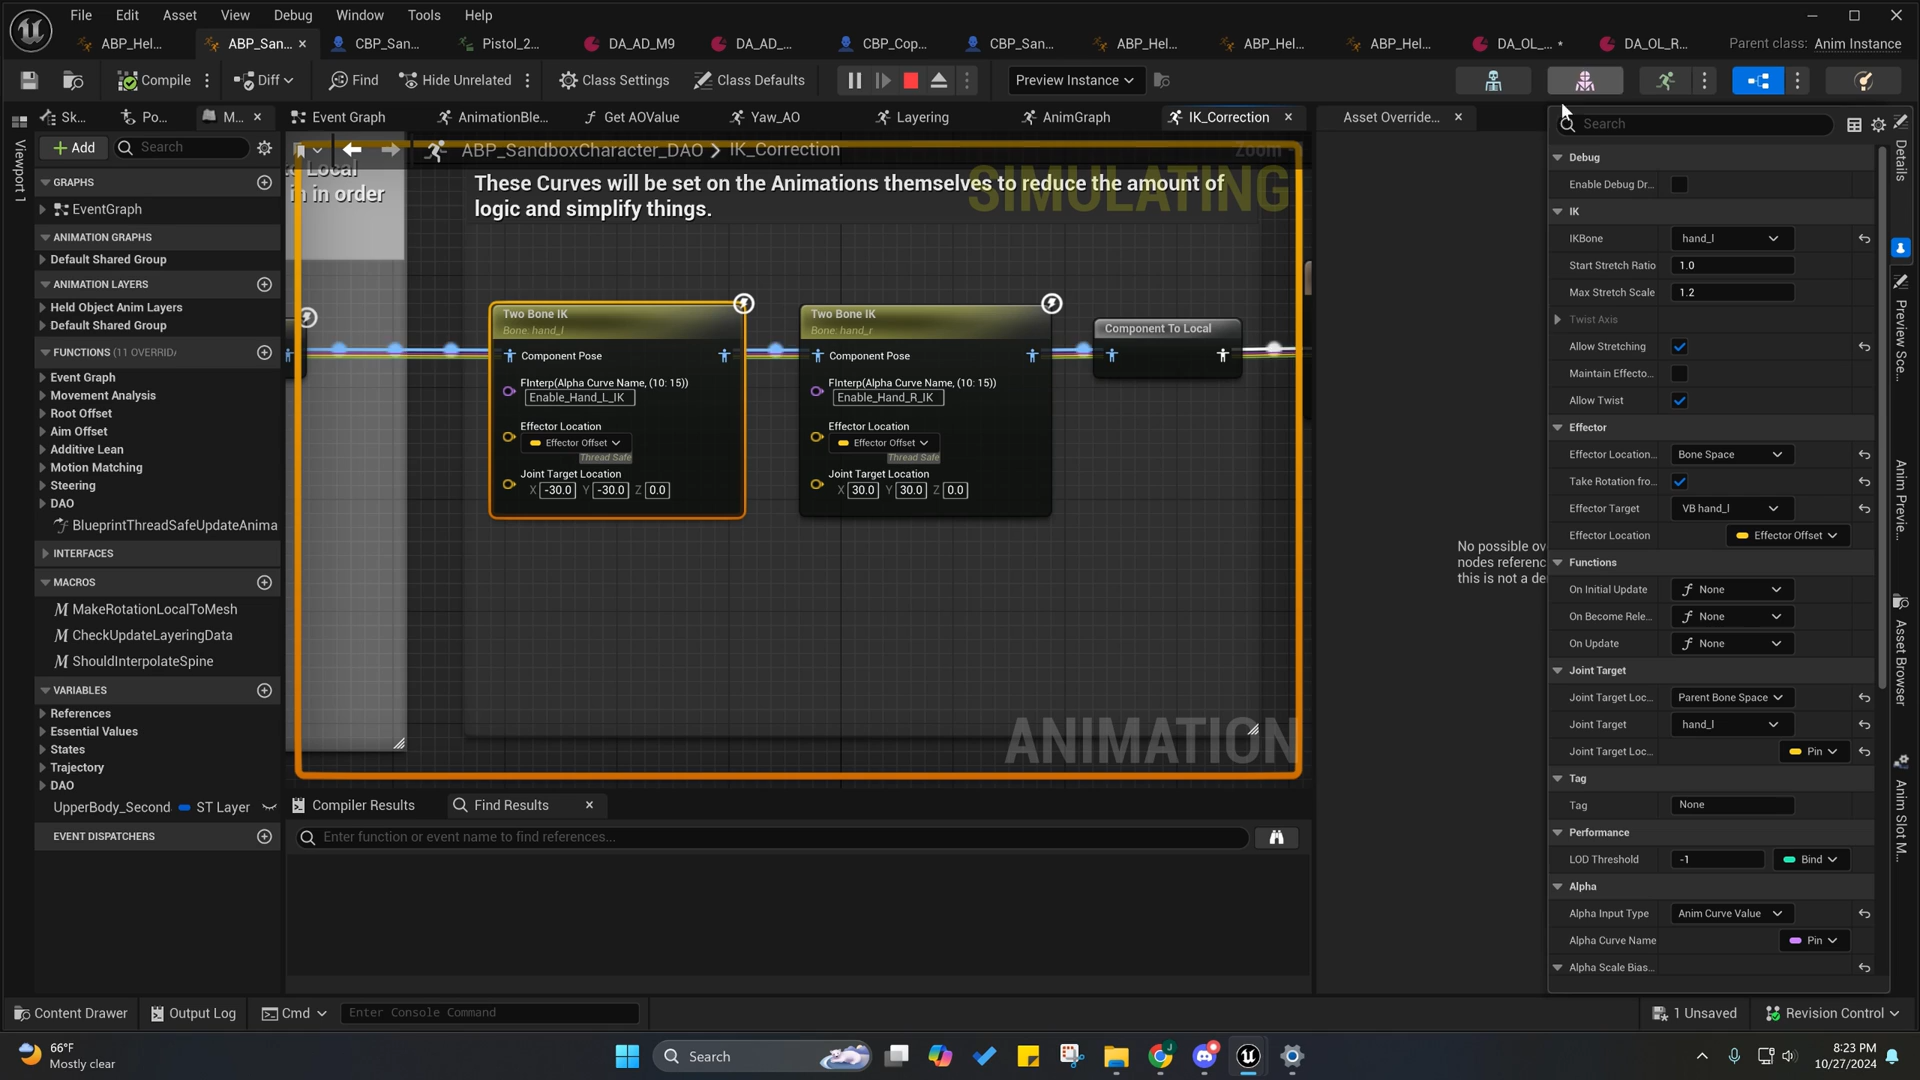 File Edit Asset View Debug Window Tools Help
ABP_Hel... ABP_San... CBP_San... Pistol_2... DA_AD_M9 DA_AD_... CBP_Cop... CBP_San... ABP_Hel... ABP_Hel... ABP_Hel... DA_OL_... * DA_OL_R... Parent class: Anim Instance
Compile Diff Find Hide Unrelated Class Settings Class Defaults Preview Instance
Sk... Po... M... Event Graph AnimationBle... Get AOValue Yaw_AO Layering AnimGraph IK_Correction Asset Override...
Viewport 1
Add Search
GRAPHS
EventGraph
ANIMATION GRAPHS
Default Shared Group
ANIMATION LAYERS
Held Object Anim Layers
Default Shared Group
FUNCTIONS (11 OVERRID
Event Graph
Movement Analysis
Root Offset
Aim Offset
Additive Lean
Motion Matching
Steering
DAO
BlueprintThreadSafeUpdateAnima
INTERFACES
MACROS
MakeRotationLocalToMesh
CheckUpdateLayeringData
ShouldInterpolateSpine
VARIABLES
References
Essential Values
States
Trajectory
DAO
UpperBody_Second ST Layer
EVENT DISPATCHERS
ABP_SandboxCharacter_DAO > IK_Correction Zoom
Local
in in order
These Curves will be set on the Animations themselves to reduce the amount of
logic and simplify things.
SIMULATING
Two Bone IK
Bone: hand_l
Component Pose
FInterp(Alpha Curve Name, (10: 15))
Enable_Hand_L_IK
Effector Location
Effector Offset
Thread Safe
Joint Target Location
X -30.0 Y -30.0 Z 0.0
Two Bone IK
Bone: hand_r
Component Pose
FInterp(Alpha Curve Name, (10: 15))
Enable_Hand_R_IK
Effector Location
Effector Offset
Thread Safe
Joint Target Location
X 30.0 Y 30.0 Z 0.0
Component To Local
ANIMATION
Compiler Results Find Results
Enter function or event name to find references...
No possible ov
nodes referenc
this is not a de
Search
Debug
Enable Debug Dr...
IK
IKBone hand_l
Start Stretch Ratio 1.0
Max Stretch Scale 1.2
Twist Axis
Allow Stretching
Maintain Effecto...
Allow Twist
Effector
Effector Location... Bone Space
Take Rotation fro...
Effector Target VB hand_l
Effector Location Effector Offset
Functions
On Initial Update None
On Become Rele... None
On Update None
Joint Target
Joint Target Loc... Parent Bone Space
Joint Target hand_l
Joint Target Loc... Pin
Tag
Tag None
Performance
LOD Threshold -1 Bind
Alpha
Alpha Input Type Anim Curve Value
Alpha Curve Name Pin
Alpha Scale Bias...
Details
Preview Sce...
Anim Previe...
Asset Browser
Anim Slot M...
Content Drawer Output Log Cmd Enter Console Command 1 Unsaved Revision Control
66°F
Mostly clear
Search
8:23 PM
10/27/2024